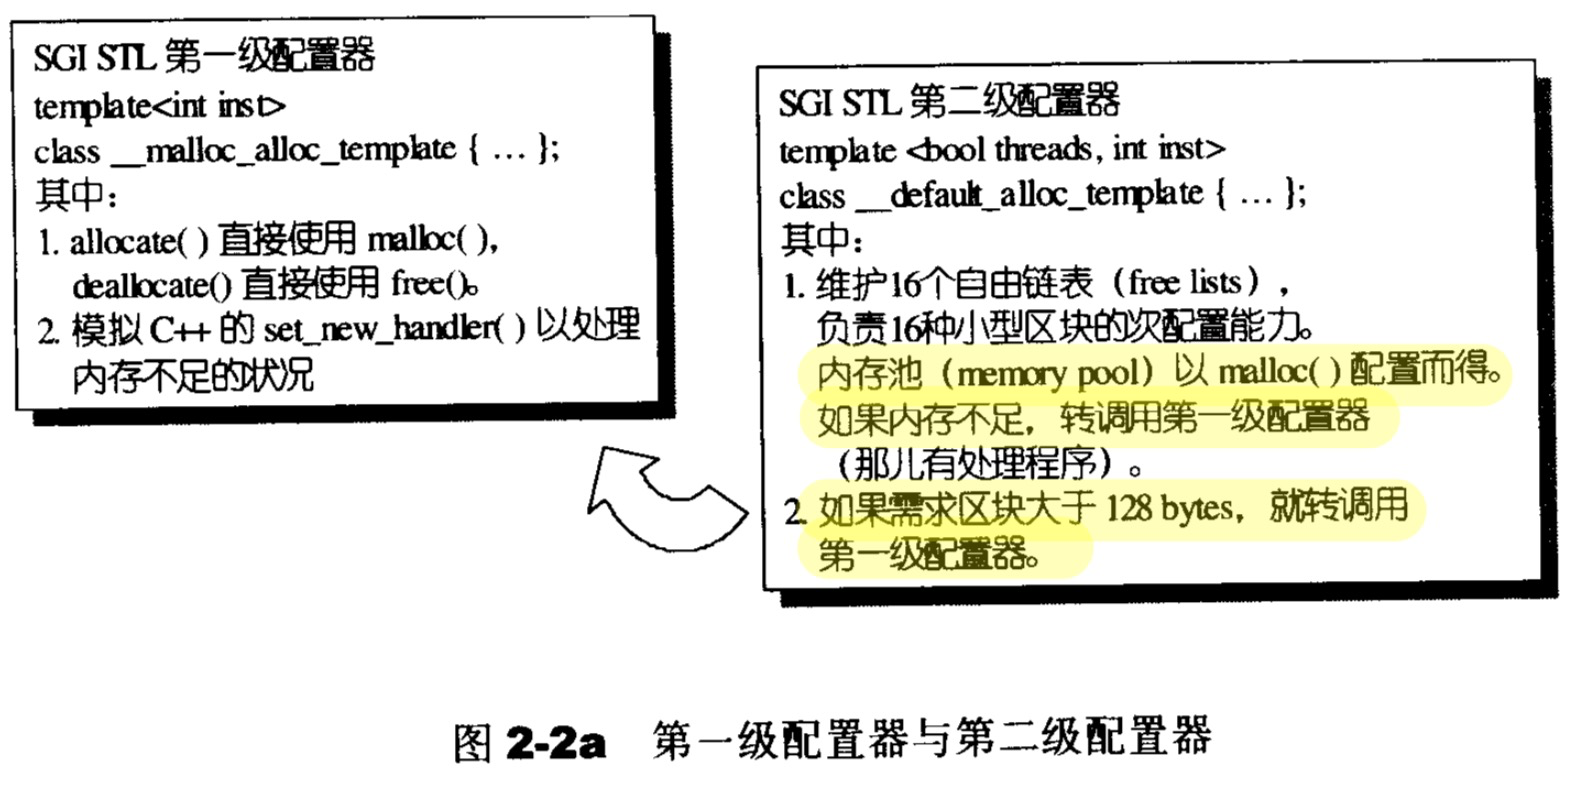 SGI STL 第一级配置器
template<int inst>
class __malloc_alloc_template { … };
其中：
1. allocate( ) 直接使用 malloc( ),
deallocate() 直接使用 free()。
2. 模拟 C++ 的 set_new_handler( ) 以处理
内存不足的状况
SGI STL 第二级配置器
template <bool threads, int inst>
class __default_alloc_template { … };
其中：
1. 维护16个自由链表（free lists），
负责16种小型区块的次配置能力。
内存池（memory pool）以 malloc( ) 配置而得。
如果内存不足，转调用第一级配置器
（那儿有处理程序）。
2. 如果需求区块大于 128 bytes，就转调用
第一级配置器。
图 2-2a 第一级配置器与第二级配置器